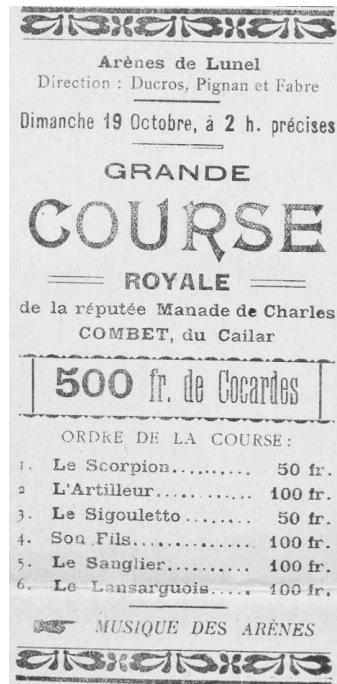 Arènes de Lunel
Direction : Ducros, Pignan et Fabre
Dimanche 19 Octobre, à 2 h. précises
GRANDE
COURSE
ROYALE
de la réputée Manade de Charles
COMBET, du Cailar
500 fr. de Cocardes
ORDRE DE LA COURSE :
1. Le Scorpion.......... 50 fr.
2 L'Artilleur............ 100 fr.
3. Le Sigouletto......... 50 fr.
4. Son Fils............... 100 fr.
5. Le Sanglier........... 100 fr.
6. Le Lansarguois..... 100 fr.
MUSIQUE DES ARÈNES